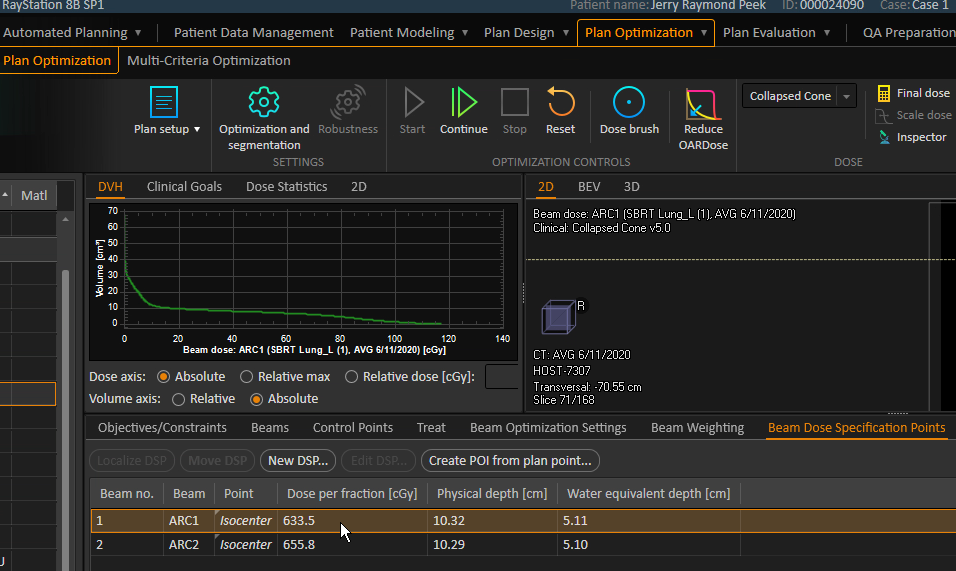 RayStation 8B SP1
Patient name: Jerry Raymond Peek ID: 000024090 Case: Case 1
Automated Planning Patient Data Management Patient Modeling Plan Design Plan Optimization Plan Evaluation QA Preparation
Plan Optimization Multi-Criteria Optimization
Plan setup
Optimization and segmentation
Robustness
SETTINGS
Start
Continue
Stop
Reset
Dose brush
Reduce OARDose
OPTIMIZATION CONTROLS
Collapsed Cone
Final dose
Scale dose
Inspector
DOSE
Matl
DVH Clinical Goals Dose Statistics 2D
70
60
50
40
30
20
10
0
Volume [cm³]
0 20 40 60 80 100 120 140
Beam dose: ARC1 (SBRT Lung_L (1), AVG 6/11/2020) [cGy]
Dose axis: Absolute Relative max Relative dose [cGy]:
Volume axis: Relative Absolute
2D BEV 3D
Beam dose: ARC1 (SBRT Lung_L (1), AVG 6/11/2020)
Clinical: Collapsed Cone v5.0
R
CT: AVG 6/11/2020
HOST-7307
Transversal: -70.55 cm
Slice 71/168
Objectives/Constraints Beams Control Points Treat Beam Optimization Settings Beam Weighting Beam Dose Specification Points
Localize DSP Move DSP New DSP... Edit DSP... Create POI from plan point...
Beam no. Beam Point Dose per fraction [cGy] Physical depth [cm] Water equivalent depth [cm]
1 ARC1 Isocenter 633.5 10.32 5.11
2 ARC2 Isocenter 655.8 10.29 5.10